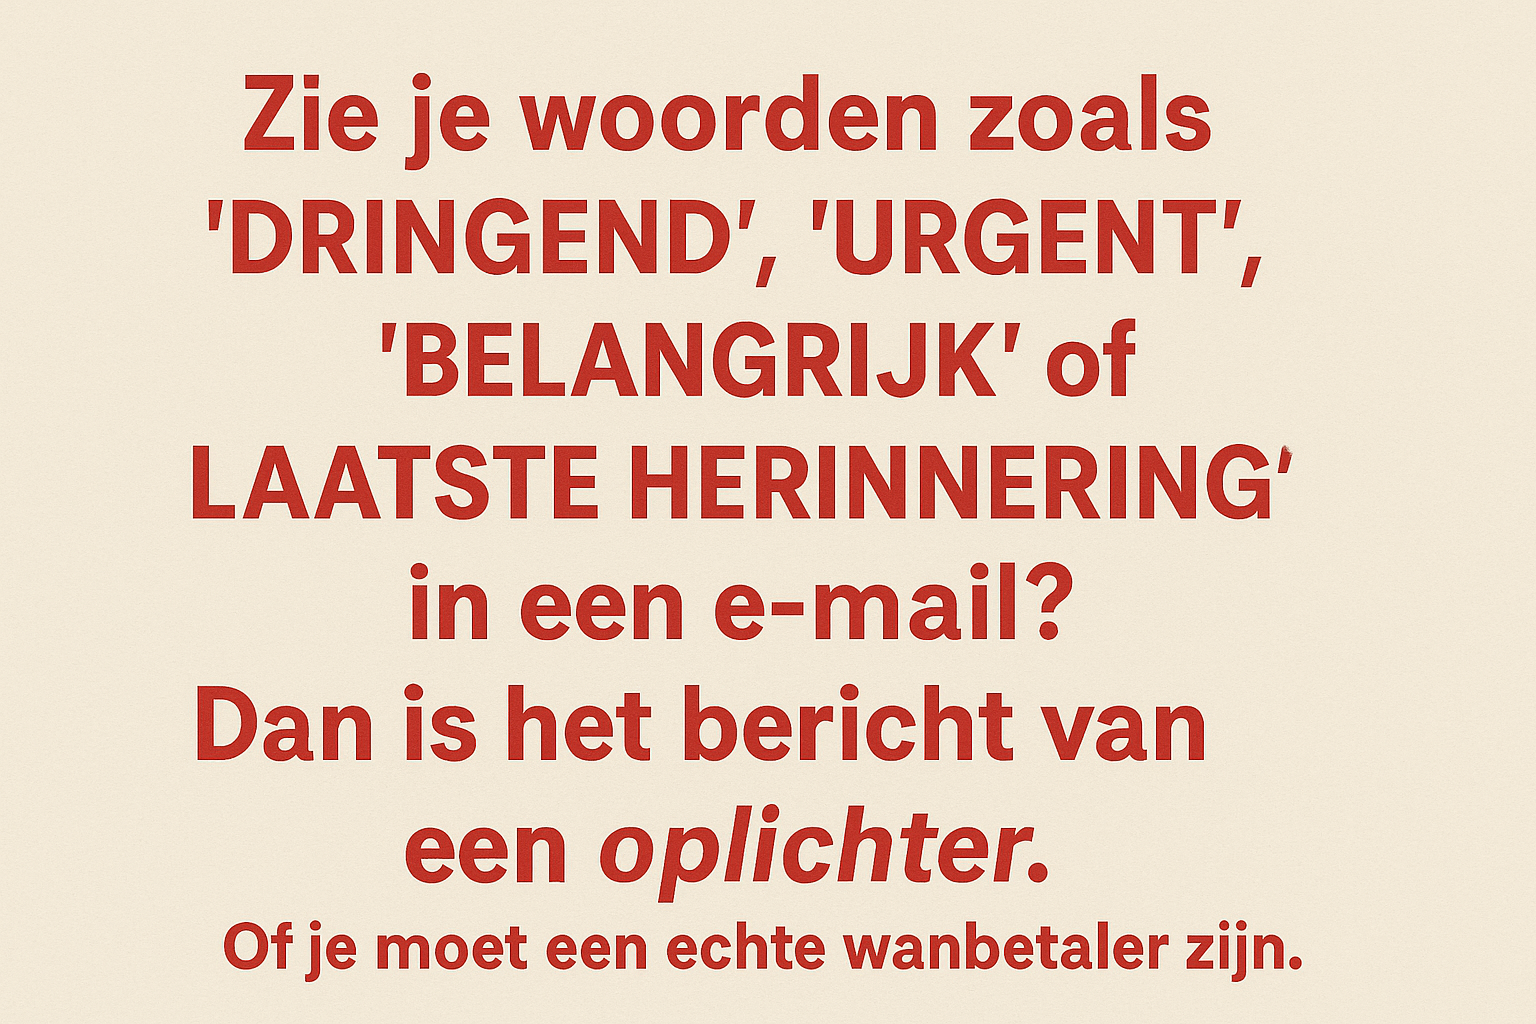 Zie je woorden zoals
'DRINGEND', 'URGENT',
'BELANGRIJK' of
LAATSTE HERINNERING'
in een e-mail?
Dan is het bericht van
een oplichter.
Of je moet een echte wanbetaler zijn.